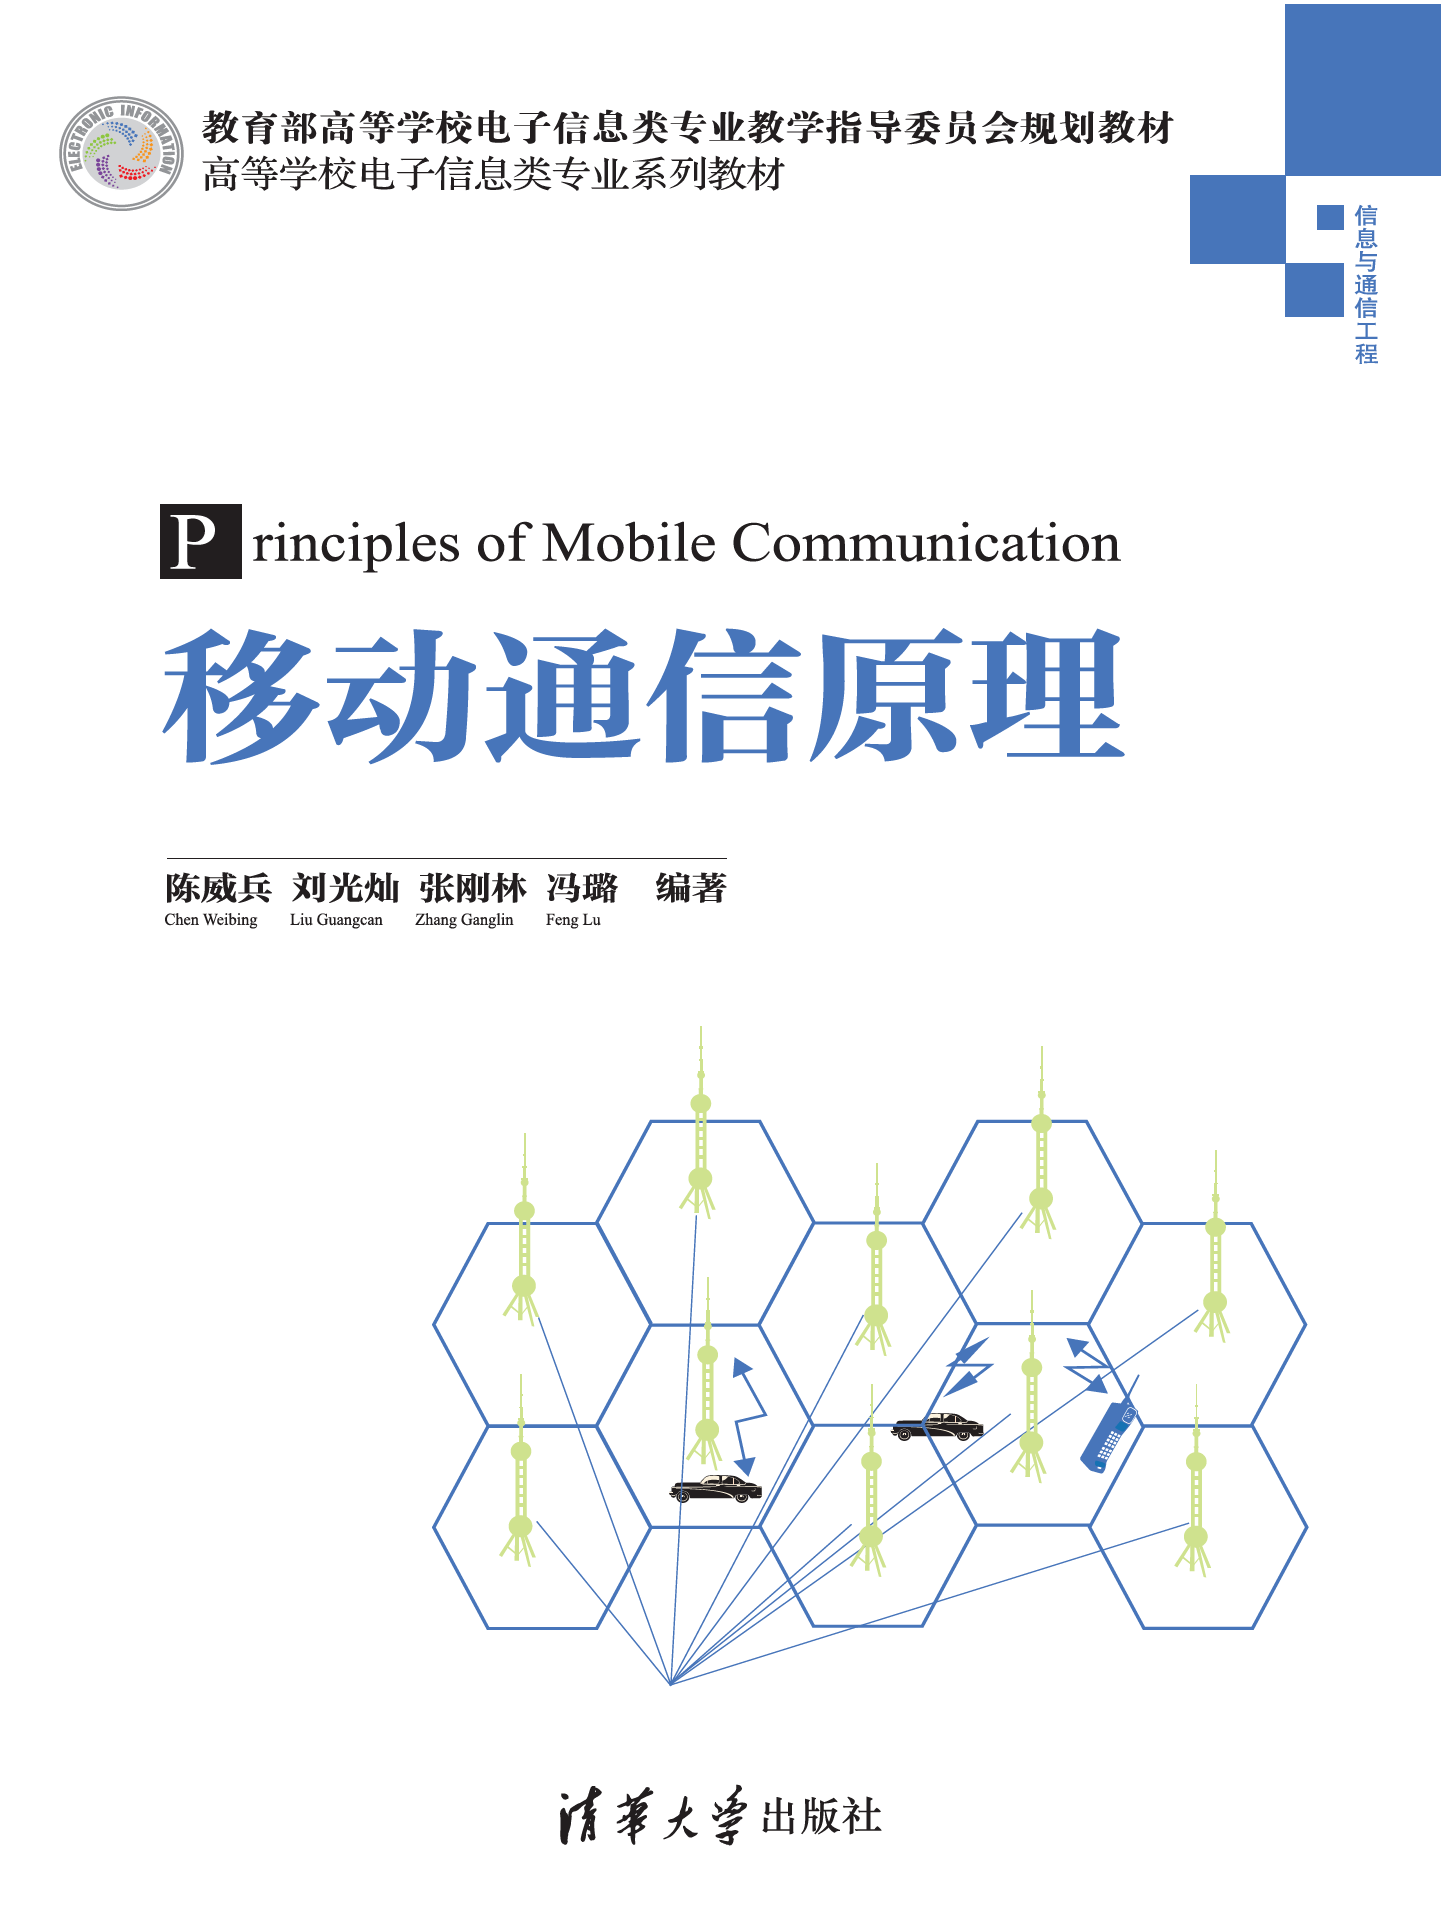 ELECTRONIC INFORMATION
教育部高等学校电子信息类专业教学指导委员会规划教材
高等学校电子信息类专业系列教材
信息与通信工程
Principles of Mobile Communication
移动通信原理
陈威兵 刘光灿 张刚林 冯璐 编著
Chen Weibing Liu Guangcan Zhang Ganglin Feng Lu
清华大学出版社